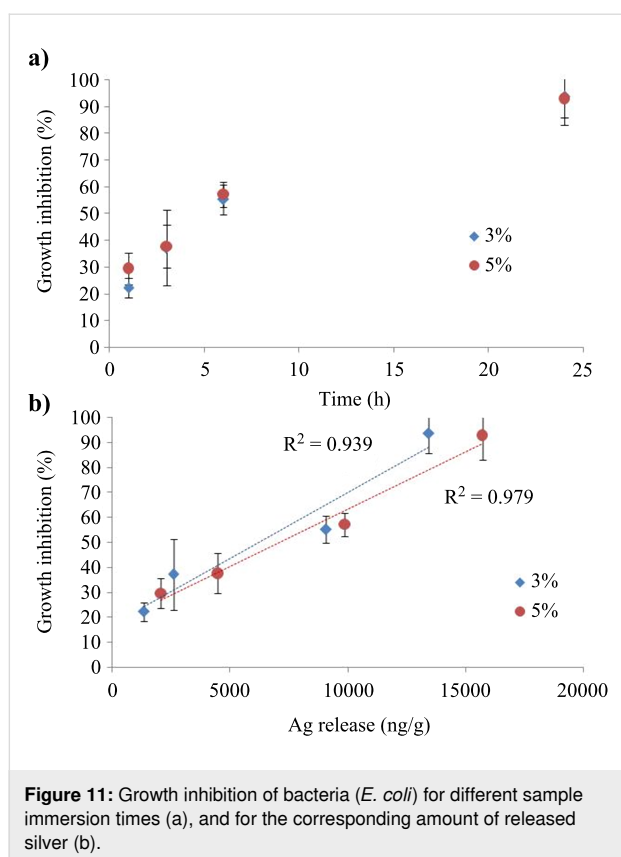 a)
100
90
80
70
60
50
40
30
20
10
0
Growth inhibition (%)
3%
5%
0 5 10 15 20 25
Time (h)
b)
100
90
80
70
60
50
40
30
20
10
0
Growth inhibition (%)
R² = 0.939
R² = 0.979
3%
5%
0 5000 10000 15000 20000
Ag release (ng/g)
Figure 11: Growth inhibition of bacteria (E. coli) for different sample
immersion times (a), and for the corresponding amount of released
silver (b).